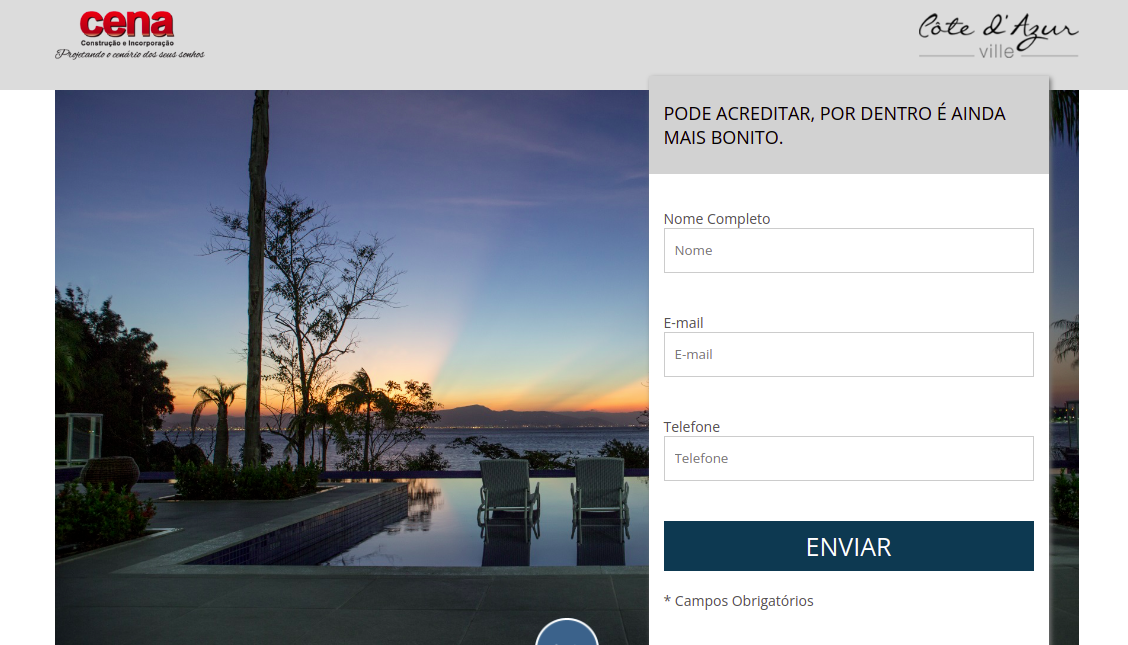 cena
Construção e Incorporação
Projetando o cenário dos seus sonhos
Côte d'Azur
ville
PODE ACREDITAR, POR DENTRO É AINDA
MAIS BONITO.
Nome Completo
Nome
E-mail
E-mail
Telefone
Telefone
ENVIAR
* Campos Obrigatórios